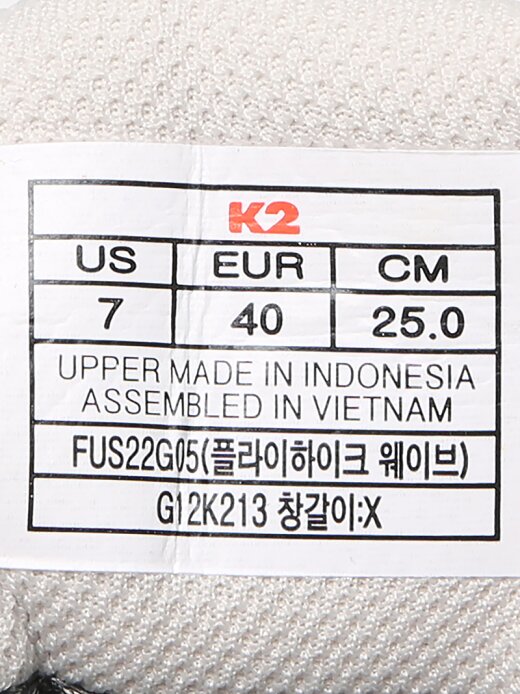 K2
US EUR CM
7 40 25.0
UPPER MADE IN INDONESIA
ASSEMBLED IN VIETNAM
FUS22G05(플라이하이크 웨이브)
G12K213 창갈이:X